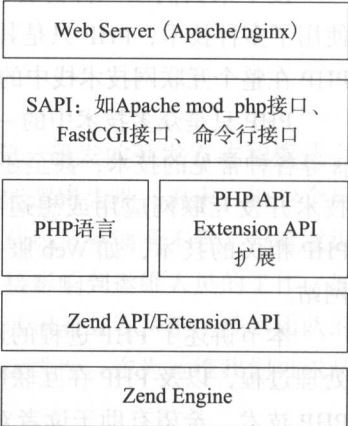 Web Server（Apache/nginx）
SAPI：如Apache mod_php接口、
FastCGI接口、命令行接口
PHP语言
PHP API
Extension API
扩展
Zend API/Extension API
Zend Engine